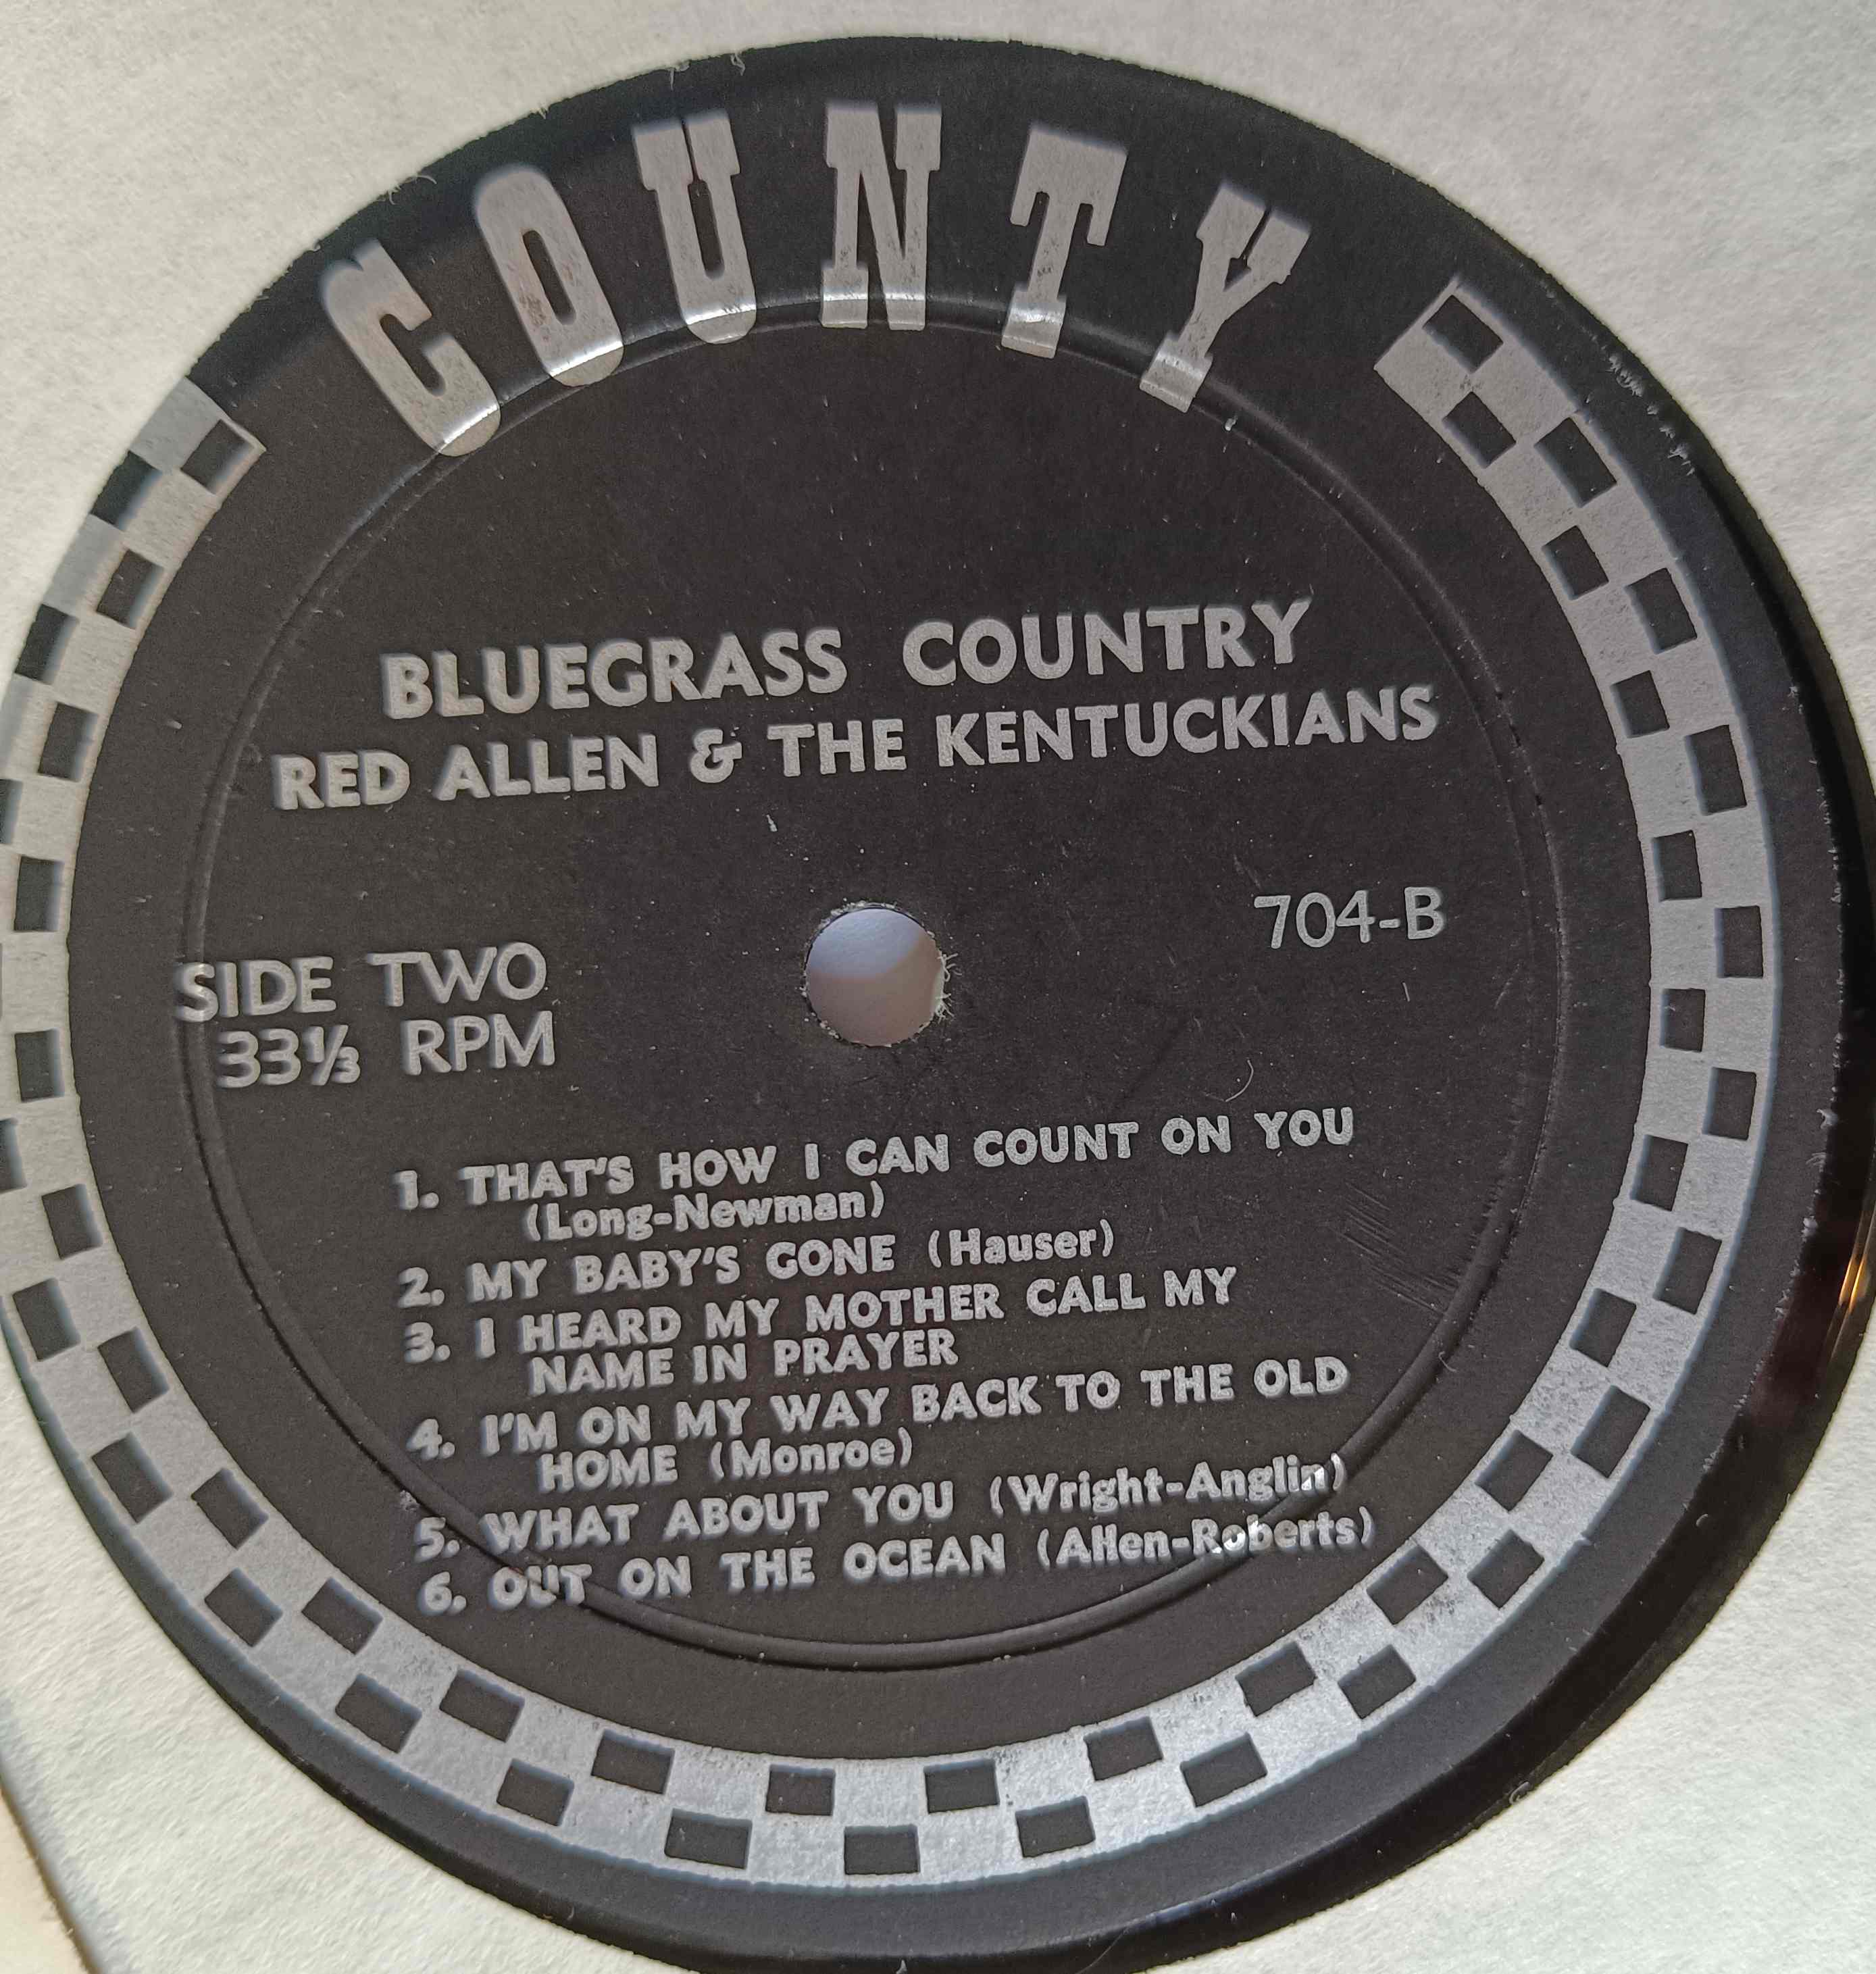 COUNTY
BLUEGRASS COUNTRY
RED ALLEN & THE KENTUCKIANS
704-B
SIDE TWO
33⅓ RPM
1. THAT'S HOW I CAN COUNT ON YOU
(Long-Newman)
2. MY BABY'S GONE (Hauser)
3. I HEARD MY MOTHER CALL MY
NAME IN PRAYER
4. I'M ON MY WAY BACK TO THE OLD
HOME (Monroe)
5. WHAT ABOUT YOU (Wright-Anglin)
6. OUT ON THE OCEAN (Allen-Roberts)